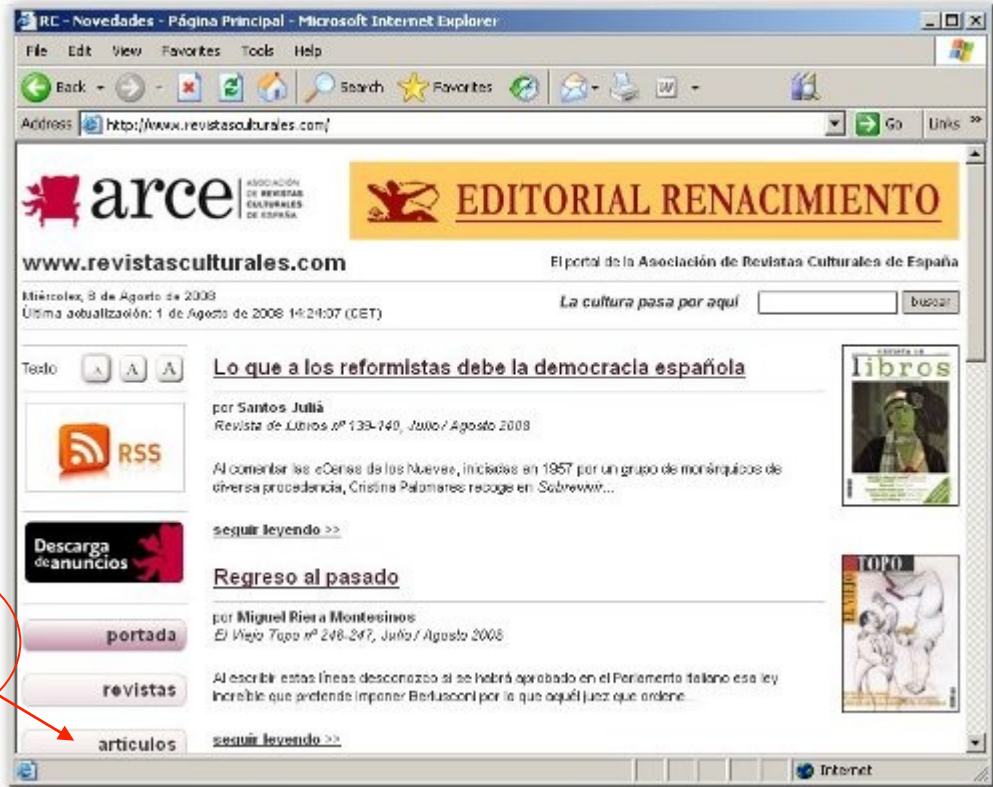 RC - Novedades - Página Principal - Microsoft Internet Explorer
File Edit View Favorites Tools Help
Back Search Favorites
Address http://www.revistasculturales.com/ Go Links »
arce
ASOCIACIÓN
DE REVISTAS
CULTURALES
DE ESPAÑA
EDITORIAL RENACIMIENTO
www.revistasculturales.com
El portal de la Asociación de Revistas Culturales de España
Miércoles, 6 de Agosto de 2008
Última actualización: 1 de Agosto de 2008 14:24:07 (CET)
La cultura pasa por aquí buscar
Texto A A A
RSS
Descarga
de anuncios
portada
revistas
artículos
Lo que a los reformistas debe la democracia española
por Santos Juliá
Revista de Libros nº 139-140, Julio / Agosto 2008
Al comentar las «Cenas de los Nueve», iniciadas en 1957 por un grupo de monárquicos de
diversa procedencia, Cristina Palomares recoge en Sobrevivir...
seguir leyendo >>
libros
Regreso al pasado
por Miguel Riera Montesinos
El Viejo Topo nº 246-247, Julio / Agosto 2008
Al escribir estas líneas desconozco si se habrá aprobado en el Parlamento italiano esa ley
increíble que pretende imponer Berlusconi por la que aquél juez que ordene...
seguir leyendo >>
EL VIEJO
TOPO
Internet